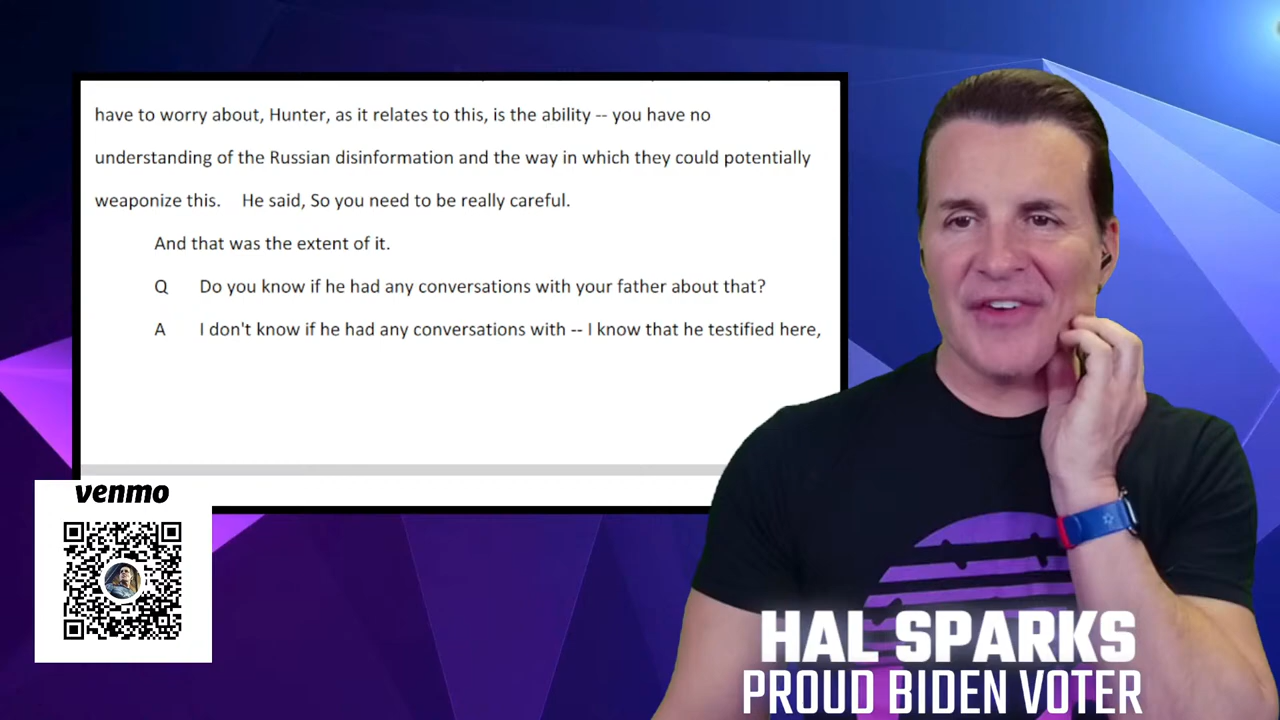 have to worry about, Hunter, as it relates to this, is the ability -- you have no
understanding of the Russian disinformation and the way in which they could potentially
weaponize this. He said, So you need to be really careful.
And that was the extent of it.
Q Do you know if he had any conversations with your father about that?
A I don't know if he had any conversations with -- I know that he testified here,
venmo
HAL SPARKS
PROUD BIDEN VOTER